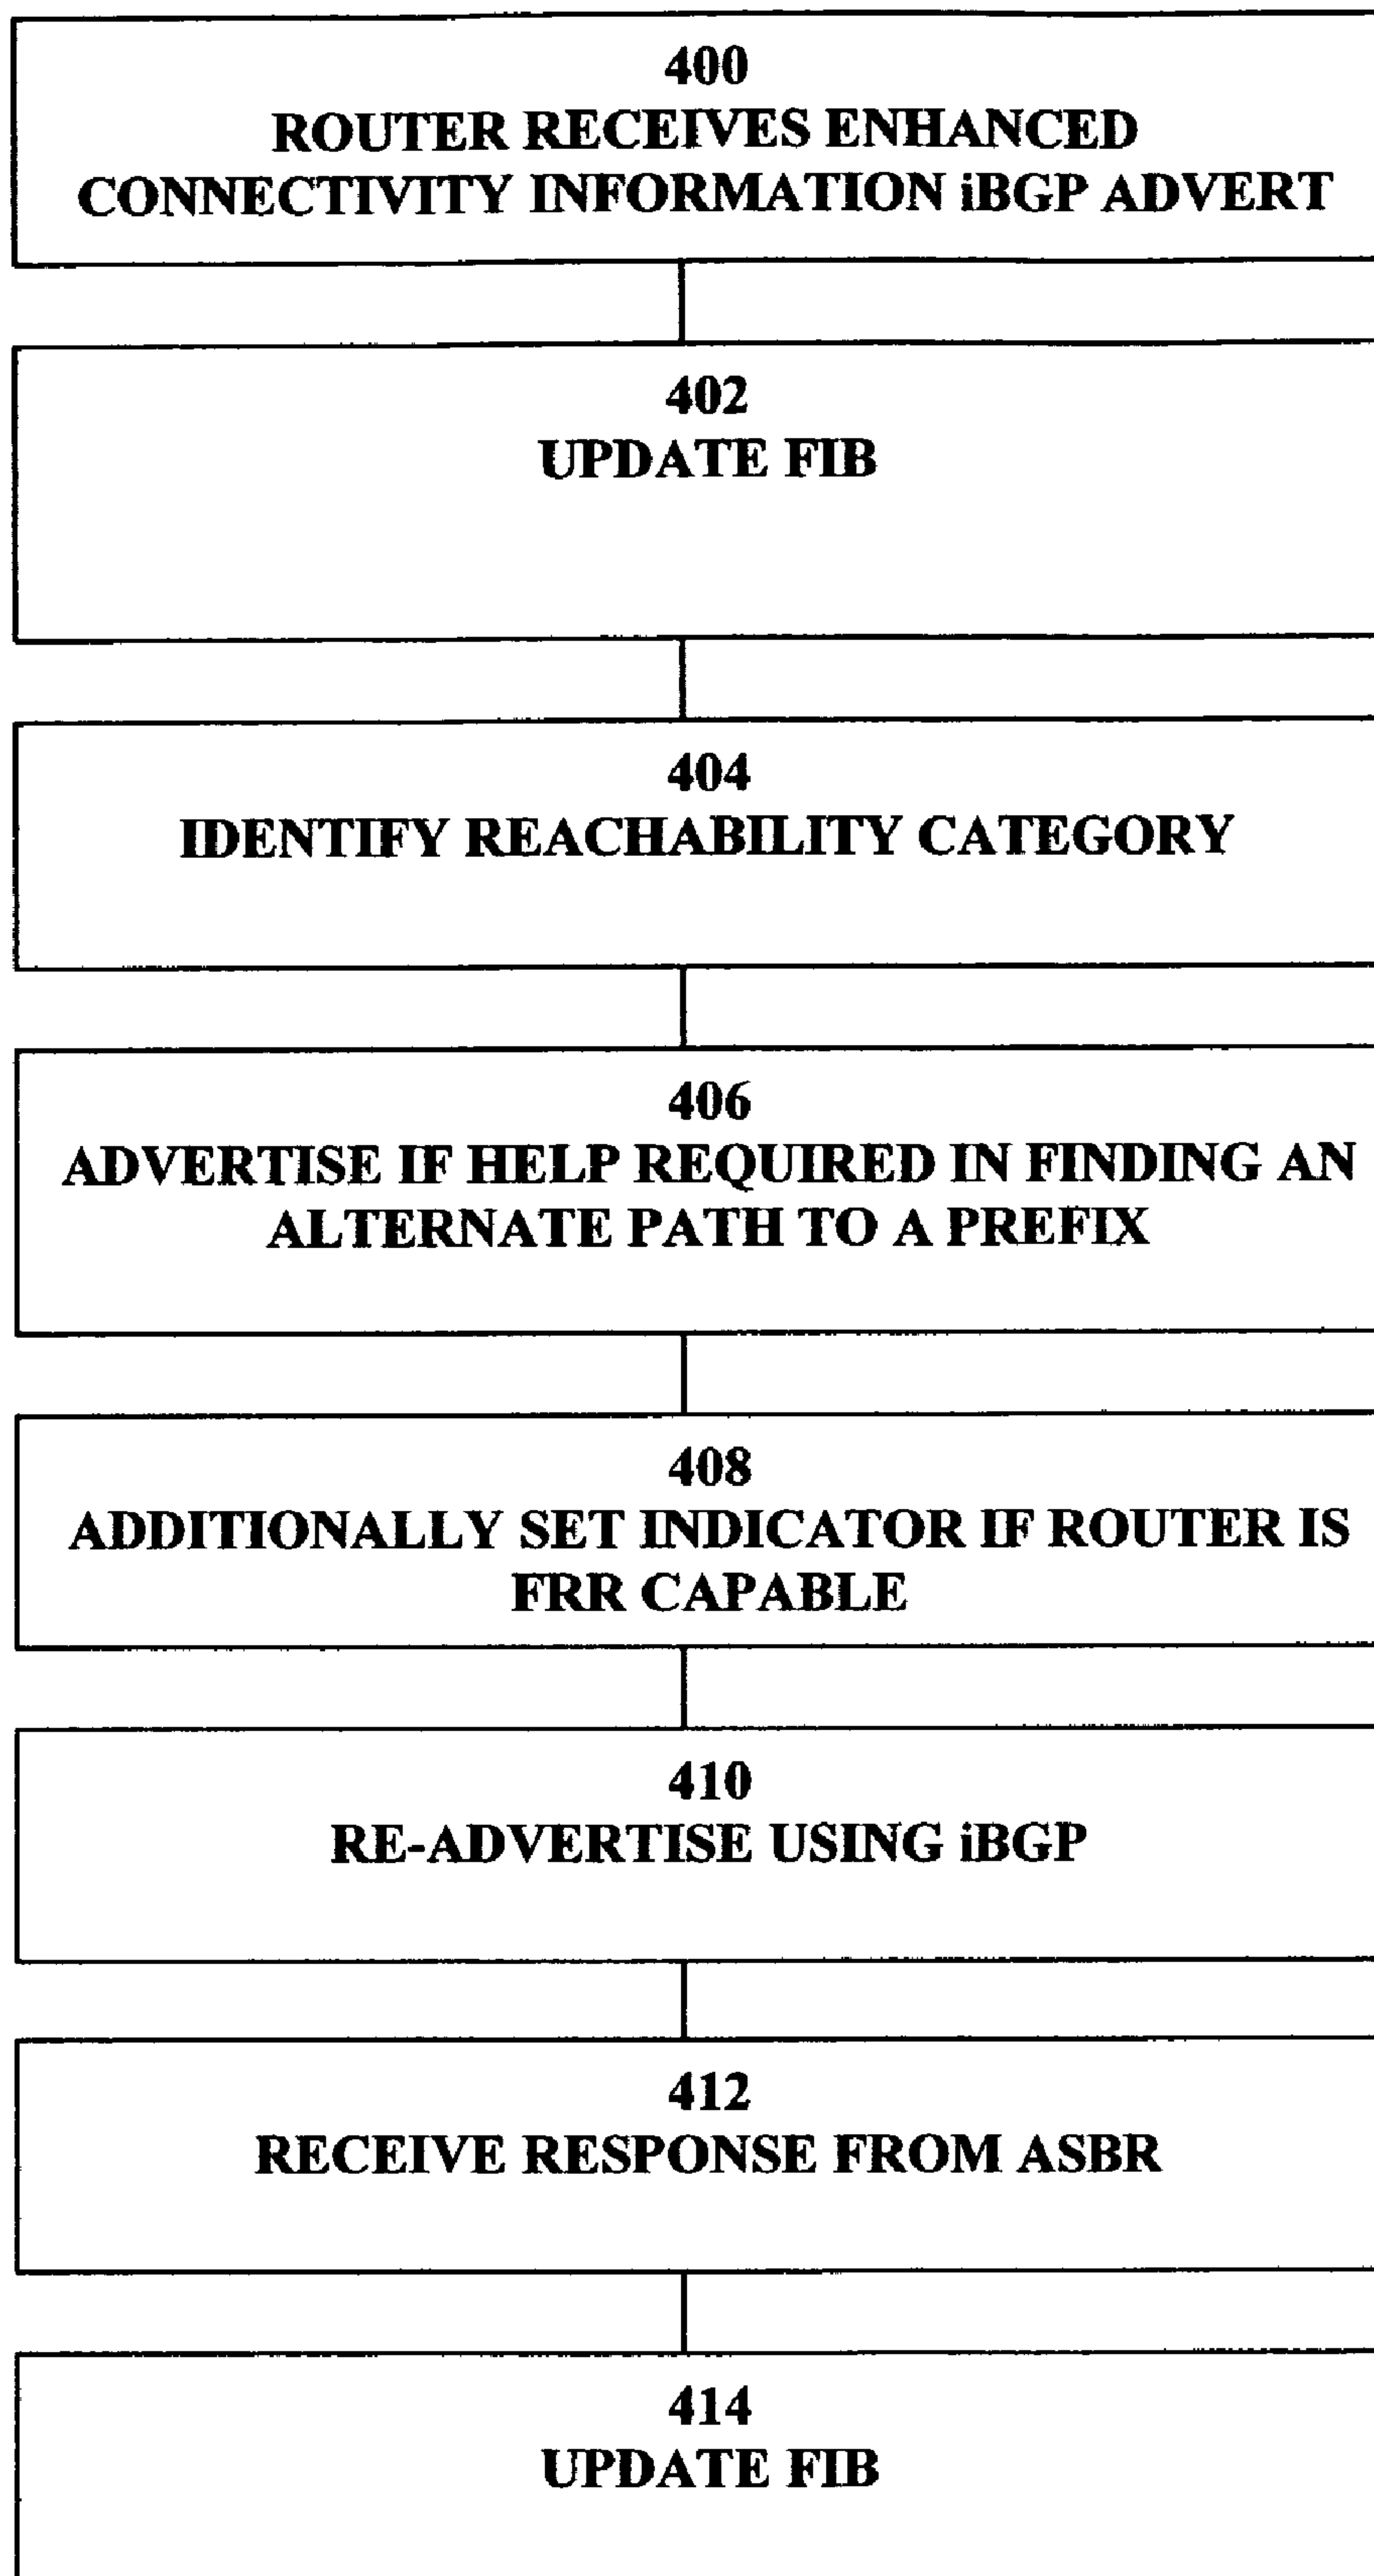 400
ROUTER RECEIVES ENHANCED
CONNECTIVITY INFORMATION iBGP ADVERT
402
UPDATE FIB
404
IDENTIFY REACHABILITY CATEGORY
406
ADVERTISE IF HELP REQUIRED IN FINDING AN
ALTERNATE PATH TO A PREFIX
408
ADDITIONALLY SET INDICATOR IF ROUTER IS
FRR CAPABLE
410
RE-ADVERTISE USING iBGP
412
RECEIVE RESPONSE FROM ASBR
414
UPDATE FIB